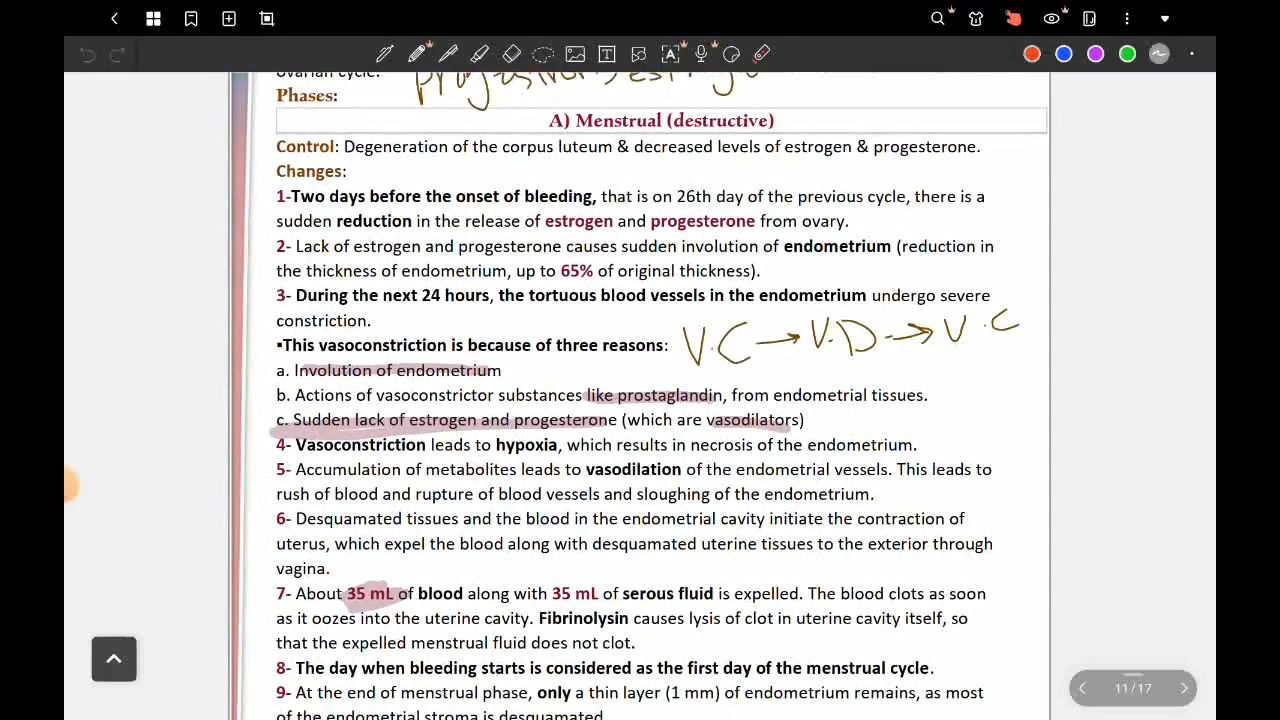 ovarian cycle.
Phases:
A) Menstrual (destructive)
Control: Degeneration of the corpus luteum & decreased levels of estrogen & progesterone.
Changes:
1-Two days before the onset of bleeding, that is on 26th day of the previous cycle, there is a
sudden reduction in the release of estrogen and progesterone from ovary.
2- Lack of estrogen and progesterone causes sudden involution of endometrium (reduction in
the thickness of endometrium, up to 65% of original thickness).
3- During the next 24 hours, the tortuous blood vessels in the endometrium undergo severe
constriction.
V.C → V.D → V.C
▪This vasoconstriction is because of three reasons:
a. Involution of endometrium
b. Actions of vasoconstrictor substances like prostaglandin, from endometrial tissues.
c. Sudden lack of estrogen and progesterone (which are vasodilators)
4- Vasoconstriction leads to hypoxia, which results in necrosis of the endometrium.
5- Accumulation of metabolites leads to vasodilation of the endometrial vessels. This leads to
rush of blood and rupture of blood vessels and sloughing of the endometrium.
6- Desquamated tissues and the blood in the endometrial cavity initiate the contraction of
uterus, which expel the blood along with desquamated uterine tissues to the exterior through
vagina.
7- About 35 mL of blood along with 35 mL of serous fluid is expelled. The blood clots as soon
as it oozes into the uterine cavity. Fibrinolysin causes lysis of clot in uterine cavity itself, so
that the expelled menstrual fluid does not clot.
8- The day when bleeding starts is considered as the first day of the menstrual cycle.
9- At the end of menstrual phase, only a thin layer (1 mm) of endometrium remains, as most
of the endometrial stroma is desquamated.
11/17